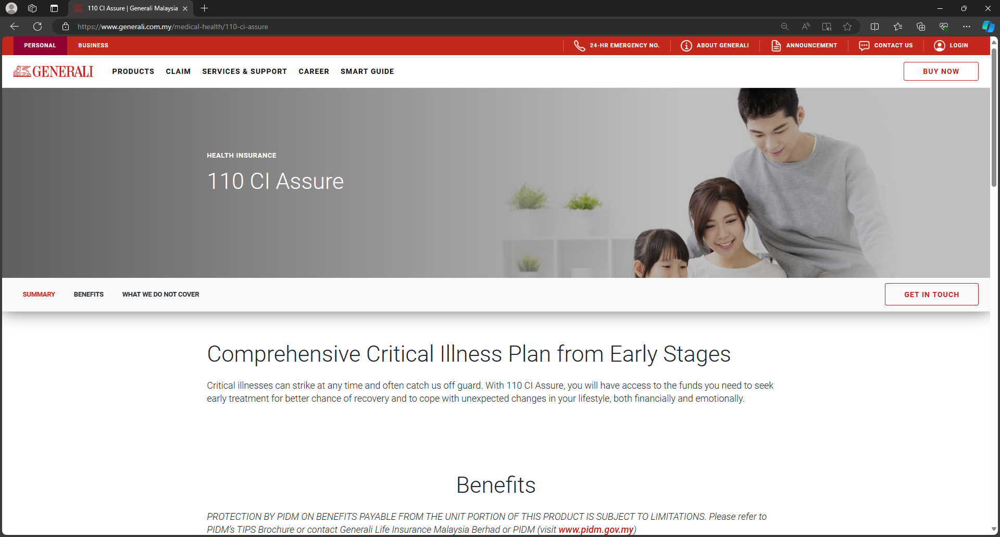 110 CI Assure | Generali Malaysia
https://www.generali.com.my/medical-health/110-ci-assure
PERSONAL
BUSINESS
24-HR EMERGENCY NO.
ABOUT GENERALI
ANNOUNCEMENT
CONTACT US
LOGIN
GENERALI
PRODUCTS
CLAIM
SERVICES & SUPPORT
CAREER
SMART GUIDE
BUY NOW
HEALTH INSURANCE
110 CI Assure
SUMMARY
BENEFITS
WHAT WE DO NOT COVER
GET IN TOUCH
Comprehensive Critical Illness Plan from Early Stages
Critical illnesses can strike at any time and often catch us off guard. With 110 CI Assure, you will have access to the funds you need to seek
early treatment for better chance of recovery and to cope with unexpected changes in your lifestyle, both financially and emotionally.
Benefits
PROTECTION BY PIDM ON BENEFITS PAYABLE FROM THE UNIT PORTION OF THIS PRODUCT IS SUBJECT TO LIMITATIONS. Please refer to
PIDM's TIPS Brochure or contact Generali Life Insurance Malaysia Berhad or PIDM (visit www.pidm.gov.my)